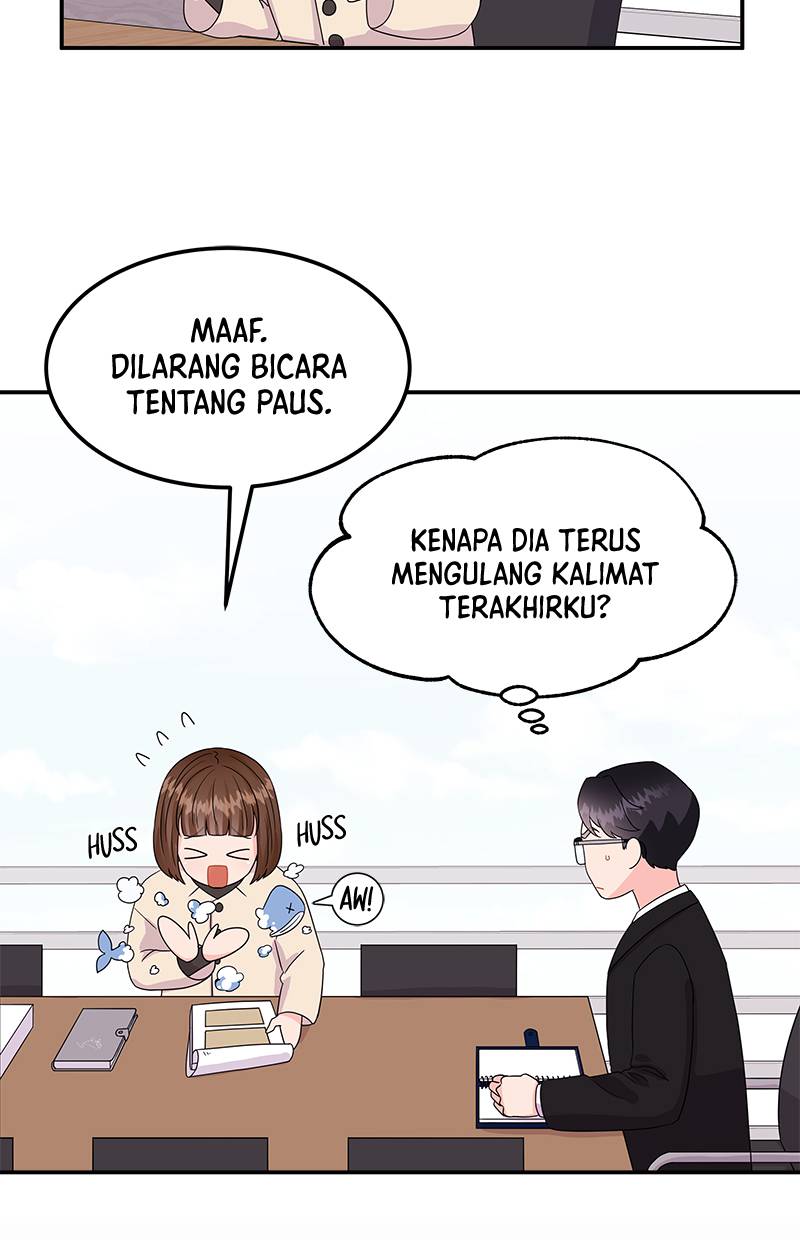 MAAF.
DILARANG BICARA
TENTANG PAUS.
KENAPA DIA TERUS
MENGULANG KALIMAT
TERAKHIRKU?
HUSS
HUSS
AW!